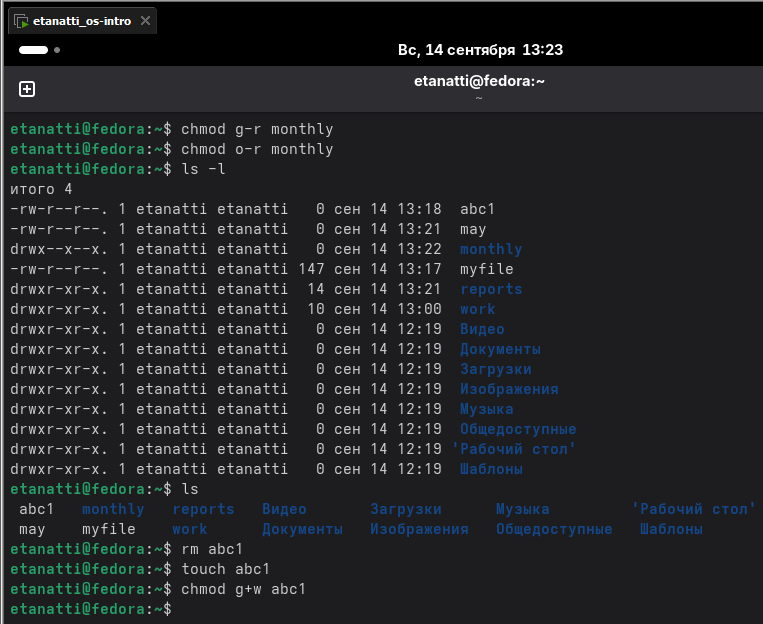 etanatti_os-intro
Вс, 14 сентября 13:23
etanatti@fedora:~
~
etanatti@fedora:~$ chmod g-r monthly
etanatti@fedora:~$ chmod o-r monthly
etanatti@fedora:~$ ls -l
итого 4
-rw-r--r--. 1 etanatti etanatti   0 сен 14 13:18  abc1
-rw-r--r--. 1 etanatti etanatti   0 сен 14 13:21  may
drwx--x--x. 1 etanatti etanatti   0 сен 14 13:22  monthly
-rw-r--r--. 1 etanatti etanatti 147 сен 14 13:17  myfile
drwxr-xr-x. 1 etanatti etanatti  14 сен 14 13:21  reports
drwxr-xr-x. 1 etanatti etanatti  10 сен 14 13:00  work
drwxr-xr-x. 1 etanatti etanatti   0 сен 14 12:19  Видео
drwxr-xr-x. 1 etanatti etanatti   0 сен 14 12:19  Документы
drwxr-xr-x. 1 etanatti etanatti   0 сен 14 12:19  Загрузки
drwxr-xr-x. 1 etanatti etanatti   0 сен 14 12:19  Изображения
drwxr-xr-x. 1 etanatti etanatti   0 сен 14 12:19  Музыка
drwxr-xr-x. 1 etanatti etanatti   0 сен 14 12:19  Общедоступные
drwxr-xr-x. 1 etanatti etanatti   0 сен 14 12:19 'Рабочий стол'
drwxr-xr-x. 1 etanatti etanatti   0 сен 14 12:19  Шаблоны
etanatti@fedora:~$ ls
abc1   monthly   reports   Видео       Загрузки      Музыка         'Рабочий стол'
may    myfile    work      Документы   Изображения   Общедоступные   Шаблоны
etanatti@fedora:~$ rm abc1
etanatti@fedora:~$ touch abc1
etanatti@fedora:~$ chmod g+w abc1
etanatti@fedora:~$